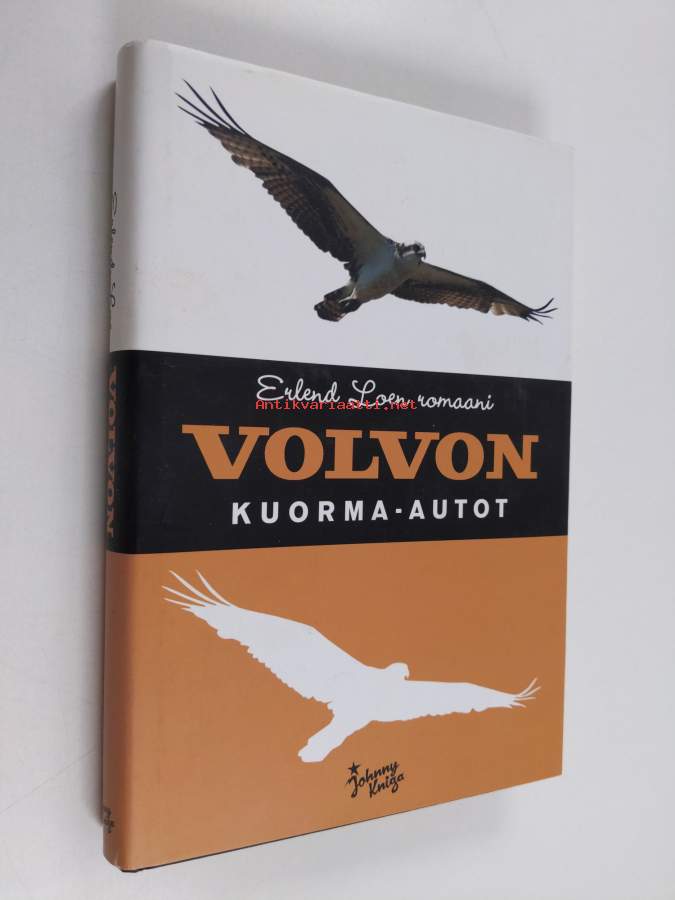 Erlend Loen romaani
Antikvariaatti.net
VOLVON
KUORMA-AUTOT
Johnny
Kniga
VOLVON